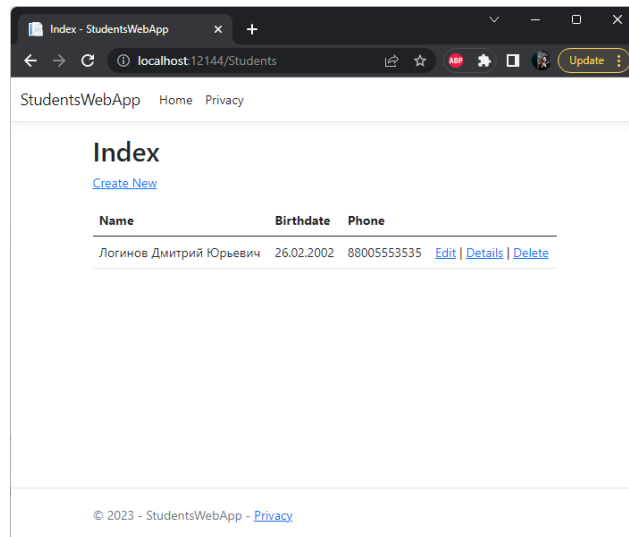 Index - StudentsWebApp
localhost:12144/Students
ABP
Update
StudentsWebApp Home Privacy
Index
Create New
Name Birthdate Phone
Логинов Дмитрий Юрьевич 26.02.2002 88005553535 Edit | Details | Delete
© 2023 - StudentsWebApp - Privacy